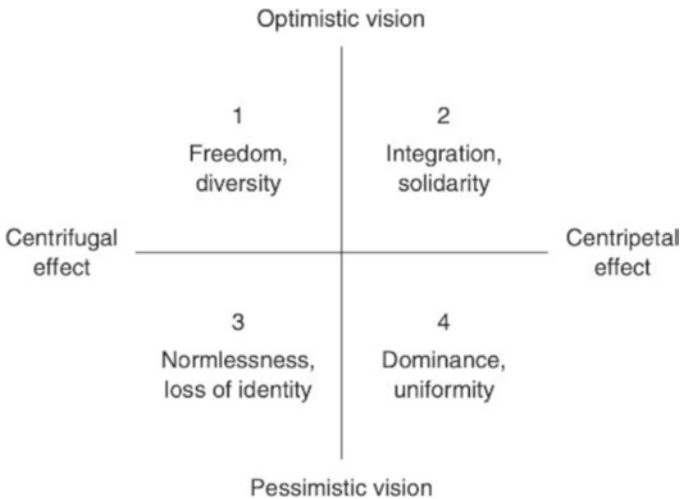 Optimistic vision
1
Freedom,
diversity
2
Integration,
solidarity
Centrifugal
effect
Centripetal
effect
3
Normlessness,
loss of identity
4
Dominance,
uniformity
Pessimistic vision